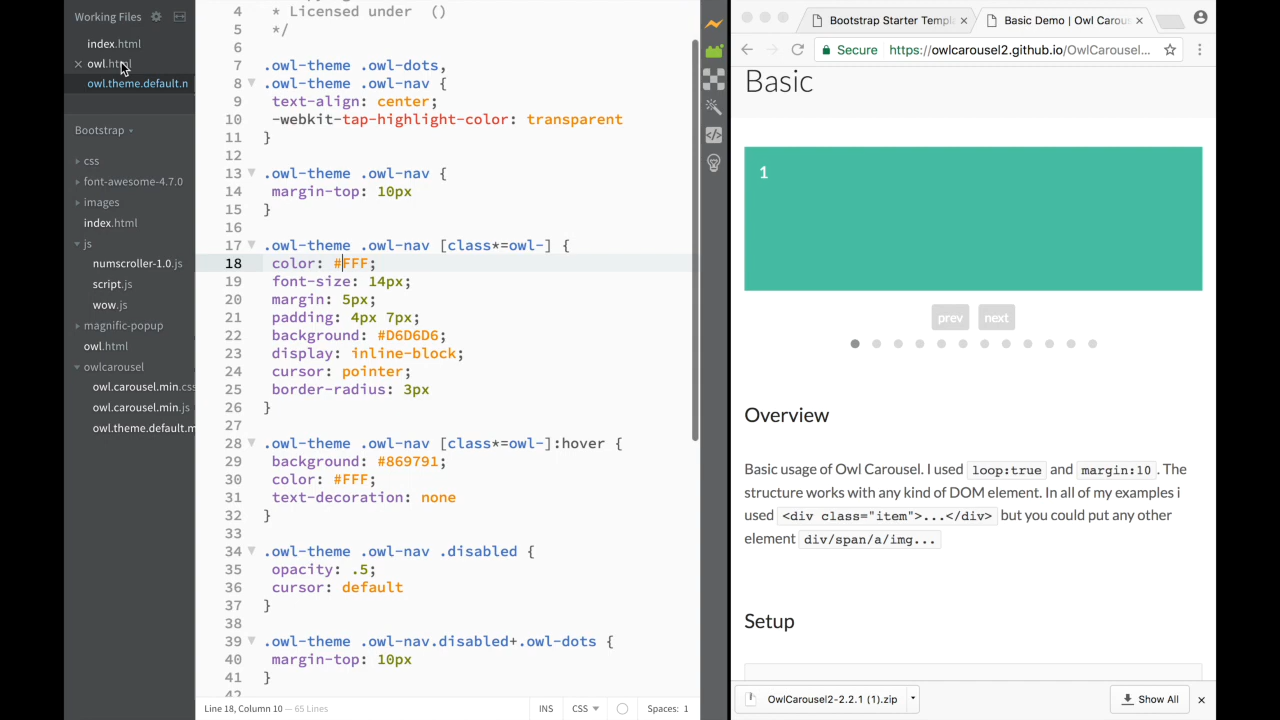 Working Files
index.html
owl.html
owl.theme.default.n
Bootstrap
css
font-awesome-4.7.0
images
index.html
js
numscroller-1.0.js
script.js
wow.js
magnific-popup
owl.html
owlcarousel
owl.carousel.min.css
owl.carousel.min.js
owl.theme.default.m
4 * Licensed under  ()
5 */
6
7 .owl-theme .owl-dots,
8 .owl-theme .owl-nav {
9 text-align: center;
10 -webkit-tap-highlight-color: transparent
11 }
12
13 .owl-theme .owl-nav {
14 margin-top: 10px
15 }
16
17 .owl-theme .owl-nav [class*=owl-] {
18 color: #FFF;
19 font-size: 14px;
20 margin: 5px;
21 padding: 4px 7px;
22 background: #D6D6D6;
23 display: inline-block;
24 cursor: pointer;
25 border-radius: 3px
26 }
27
28 .owl-theme .owl-nav [class*=owl-]:hover {
29 background: #869791;
30 color: #FFF;
31 text-decoration: none
32 }
33
34 .owl-theme .owl-nav .disabled {
35 opacity: .5;
36 cursor: default
37 }
38
39 .owl-theme .owl-nav.disabled+.owl-dots {
40 margin-top: 10px
41 }
42
Line 18, Column 10 — 65 Lines
INS
CSS
Spaces: 1
Bootstrap Starter Templ
Basic Demo | Owl Carou
Secure
https://owlcarousel2.github.io/OwlCarousel...
Basic
1
prev
next
Overview
Basic usage of Owl Carousel. I used loop:true and margin:10. The
structure works with any kind of DOM element. In all of my examples i
used <div class="item">...</div> but you could put any other
element div/span/a/img...
Setup
OwlCarousel2-2.2.1 (1).zip
Show All